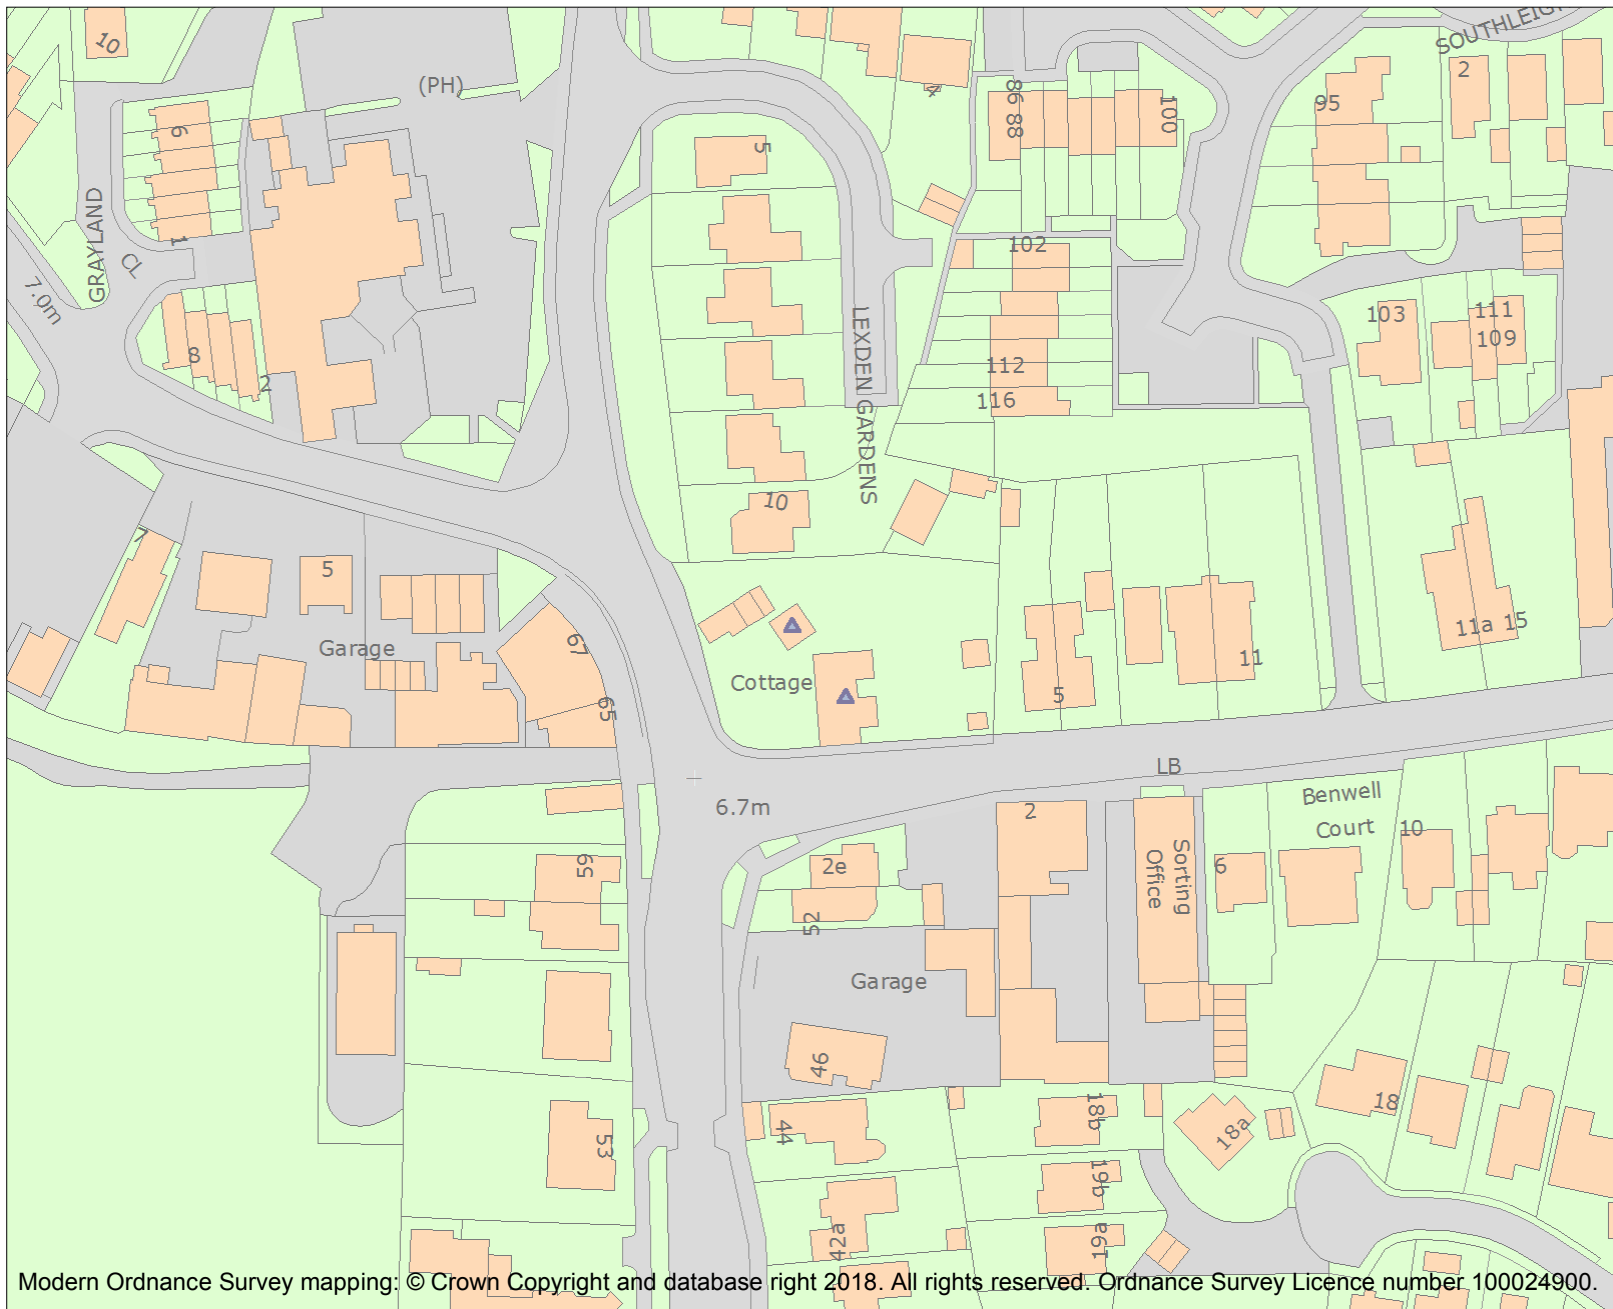 10
(PH)
SOUTHLEIGH
2
4
86 88
100
95
6
5
1
GRAYLAND
CL
7.0m
102
LEXDEN GARDENS
103
111
109
8
2
112
116
10
7
5
Garage
67
65
Cottage
5
11
11a 15
LB
6.7m
2
Benwell
Court
10
59
2e
52
Sorting
Office
6
Garage
46
44
18b
18a
18
53
16b
42a
19a
Modern Ordnance Survey mapping: © Crown Copyright and database right 2018. All rights reserved. Ordnance Survey Licence number 100024900.